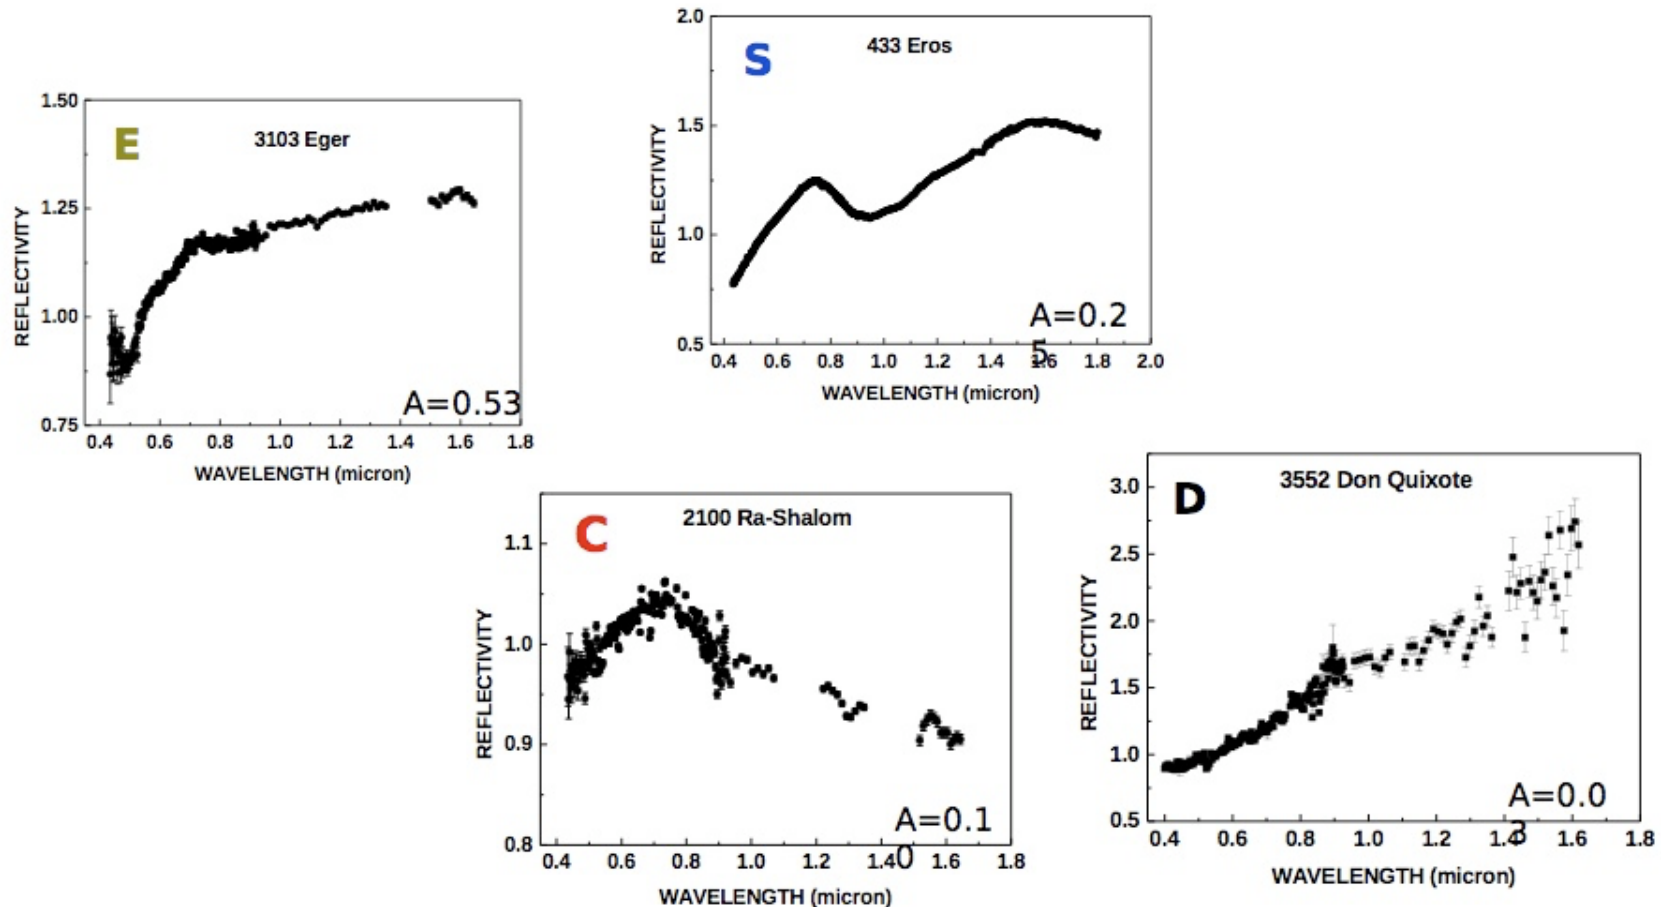 E
3103 Eger
1.50
1.25
1.00
0.75
REFLECTIVITY
A=0.53
0.4 0.6 0.8 1.0 1.2 1.4 1.6 1.8
WAVELENGTH (micron)
S
433 Eros
2.0
1.5
1.0
0.5
REFLECTIVITY
A=0.2
5
0.4 0.6 0.8 1.0 1.2 1.4 1.6 1.8 2.0
WAVELENGTH (micron)
C
2100 Ra-Shalom
1.1
1.0
0.9
0.8
REFLECTIVITY
A=0.1
0
0.4 0.6 0.8 1.0 1.2 1.4 1.6 1.8
WAVELENGTH (micron)
D
3552 Don Quixote
3.0
2.5
2.0
1.5
1.0
0.5
REFLECTIVITY
A=0.0
3
0.4 0.6 0.8 1.0 1.2 1.4 1.6 1.8
WAVELENGTH (micron)